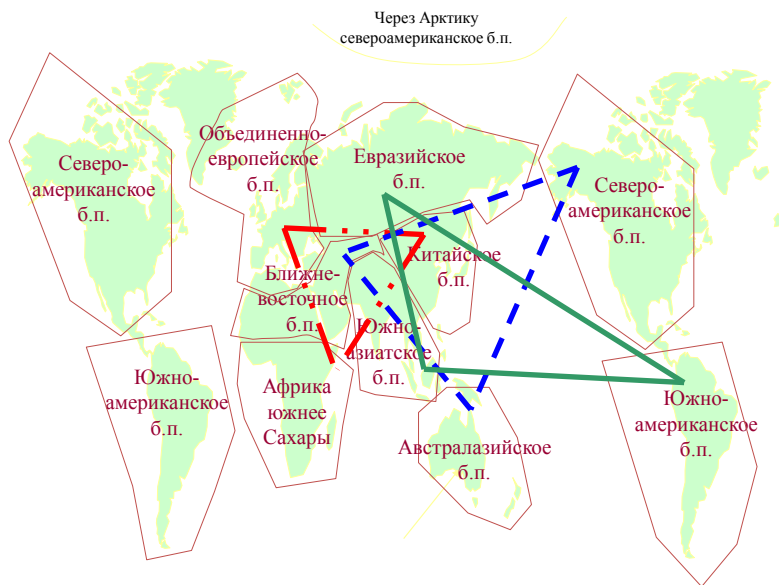 Через Арктику
североамериканское б.п.
Северо-
американское
б.п.
Объединенно-
европейское
б.п.
Евразийское
б.п.
Северо-
американское
б.п.
Ближне-
восточное
б.п.
Китайское
б.п.
Южно-
азиатское
б.п.
Южно-
американское
б.п.
Африка
южнее
Сахары
Австралазийское
б.п.
Южно-
американское
б.п.